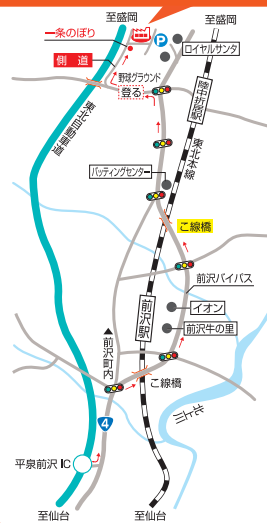 至盛岡
至盛岡
一条のぼり
P
ロイヤルサンタ
側道
野球グラウンド
登る
陸中折居駅
東北自動車道
東北本線
バッティングセンター
こ線橋
前沢バイパス
前沢駅
イオン
前沢牛の里
▲前沢町内
こ線橋
北上川
4
平泉前沢IC
至仙台
至仙台